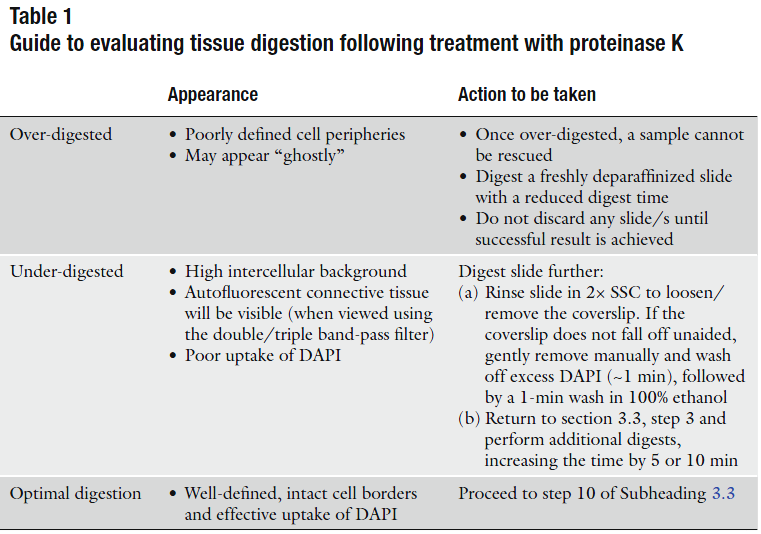 Table 1
Guide to evaluating tissue digestion following treatment with proteinase K
Appearance
Action to be taken
Over-digested
• Poorly defined cell peripheries
• May appear “ghostly”
• Once over-digested, a sample cannot
be rescued
• Digest a freshly deparaffinized slide
with a reduced digest time
• Do not discard any slide/s until
successful result is achieved
Under-digested
• High intercellular background
• Autofluorescent connective tissue
will be visible (when viewed using
the double/triple band-pass filter)
• Poor uptake of DAPI
Digest slide further:
(a) Rinse slide in 2× SSC to loosen/
remove the coverslip. If the
coverslip does not fall off unaided,
gently remove manually and wash
off excess DAPI (~1 min), followed
by a 1-min wash in 100% ethanol
(b) Return to section 3.3, step 3 and
perform additional digests,
increasing the time by 5 or 10 min
Optimal digestion
• Well-defined, intact cell borders
and effective uptake of DAPI
Proceed to step 10 of Subheading 3.3